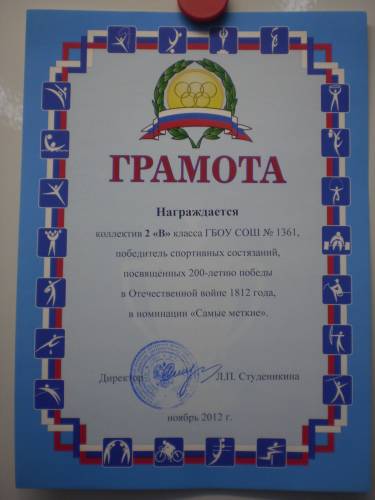 ГРАМОТА
Награждается
коллектив 2 «В» класса ГБОУ СОШ № 1361,
победитель спортивных состязаний,
посвященных 200-летию победы
в Отечественной войне 1812 года,
в номинации «Самые меткие».
Директор Л.П. Студеникина
ноябрь 2012 г.